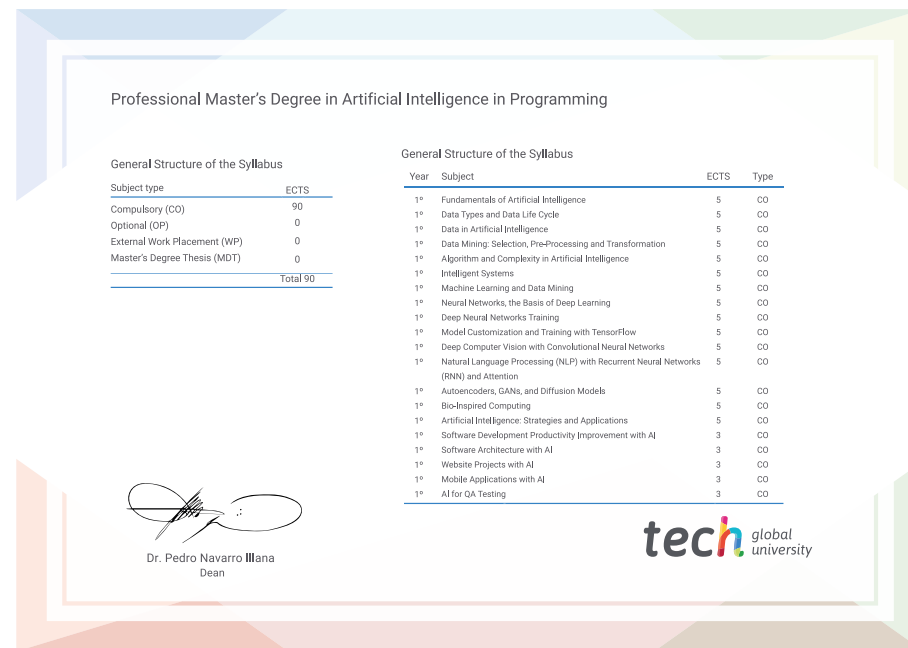 Professional Master's Degree in Artificial Intelligence in Programming
General Structure of the Syllabus
Subject type ECTS
Compulsory (CO) 90
Optional (OP) 0
External Work Placement (WP) 0
Master's Degree Thesis (MDT) 0
Total 90
General Structure of the Syllabus
Year Subject ECTS Type
1º Fundamentals of Artificial Intelligence 5 CO
1º Data Types and Data Life Cycle 5 CO
1º Data in Artificial Intelligence 5 CO
1º Data Mining: Selection, Pre-Processing and Transformation 5 CO
1º Algorithm and Complexity in Artificial Intelligence 5 CO
1º Intelligent Systems 5 CO
1º Machine Learning and Data Mining 5 CO
1º Neural Networks, the Basis of Deep Learning 5 CO
1º Deep Neural Networks Training 5 CO
1º Model Customization and Training with TensorFlow 5 CO
1º Deep Computer Vision with Convolutional Neural Networks 5 CO
1º Natural Language Processing (NLP) with Recurrent Neural Networks 5 CO
(RNN) and Attention
1º Autoencoders, GANs, and Diffusion Models 5 CO
1º Bio-Inspired Computing 5 CO
1º Artificial Intelligence: Strategies and Applications 5 CO
1º Software Development Productivity Improvement with AI 3 CO
1º Software Architecture with AI 3 CO
1º Website Projects with AI 3 CO
1º Mobile Applications with AI 3 CO
1º AI for QA Testing 3 CO
Dr. Pedro Navarro Illana
Dean
tech global
university